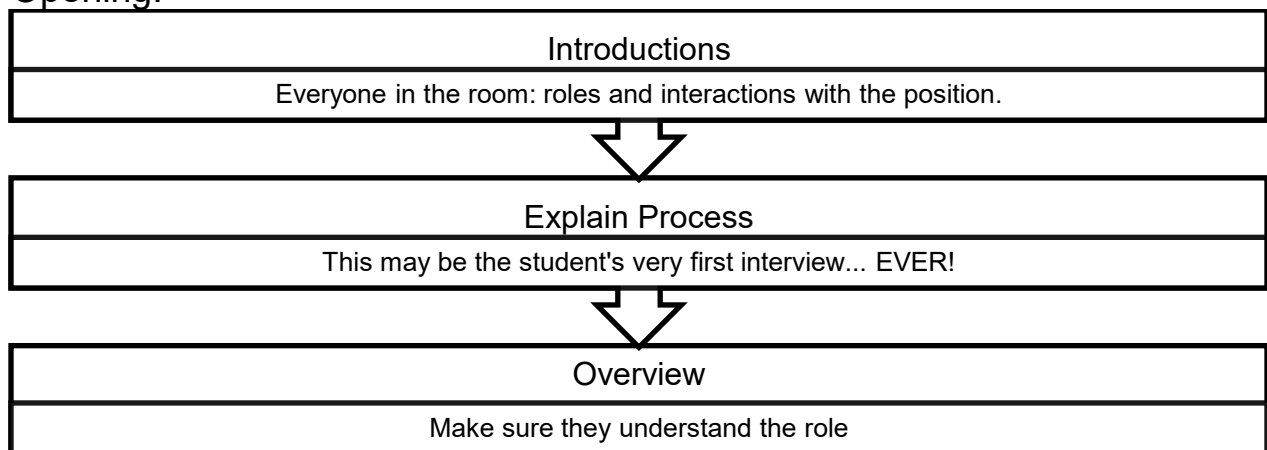 Opening:
Introductions
Everyone in the room: roles and interactions with the position.
Explain Process
This may be the student's very first interview... EVER!
Overview
Make sure they understand the role